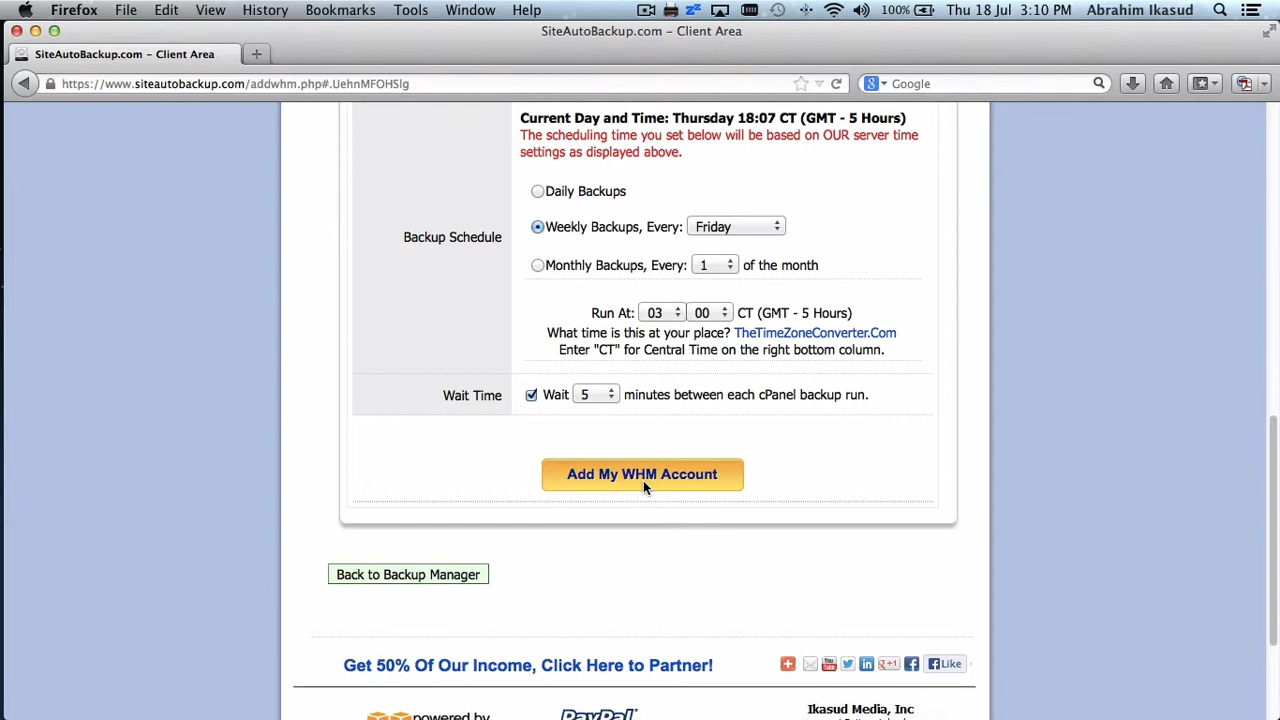 Firefox File Edit View History Bookmarks Tools Window Help 100% Thu 18 Jul 3:10 PM Abrahim Ikasud
SiteAutoBackup.com – Client Area
SiteAutoBackup.com – Client Area
https://www.siteautobackup.com/addwhm.php#.UehnMFOHSlg
Google
Current Day and Time: Thursday 18:07 CT (GMT - 5 Hours)
The scheduling time you set below will be based on OUR server time
settings as displayed above.
Daily Backups
Backup Schedule
Weekly Backups, Every: Friday
Monthly Backups, Every: 1 of the month
Run At: 03 00 CT (GMT - 5 Hours)
What time is this at your place? TheTimeZoneConverter.Com
Enter "CT" for Central Time on the right bottom column.
Wait Time
Wait 5 minutes between each cPanel backup run.
Add My WHM Account
Back to Backup Manager
Get 50% Of Our Income, Click Here to Partner!
You Tube
g+1
Like
powered by
PayPal
Ikasud Media, Inc